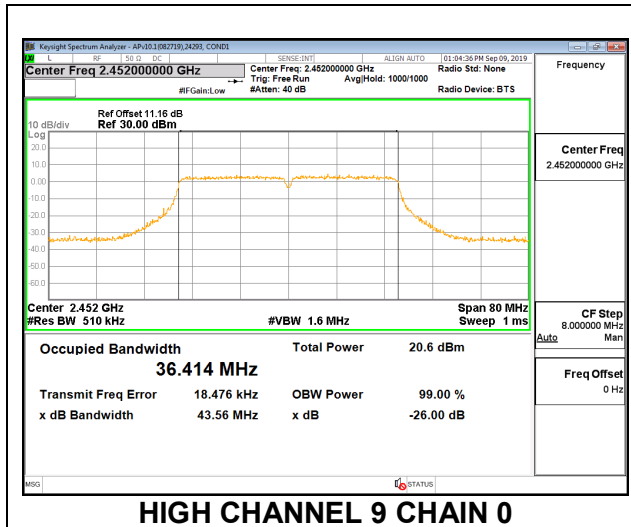 Keysight Spectrum Analyzer - APv10.1(082719),24293, COND1
L RF 50 Ω DC SENSE:INT ALIGN AUTO 01:04:36 PM Sep 09, 2019
Center Freq 2.452000000 GHz
Center Freq: 2.452000000 GHz Radio Std: None
Trig: Free Run Avg|Hold: 1000/1000
#IFGain:Low #Atten: 40 dB Radio Device: BTS
Frequency
Ref Offset 11.16 dB
10 dB/div Ref 30.00 dBm
Log
20.0
10.0
0.00
-10.0
-20.0
-30.0
-40.0
-50.0
-60.0
Center 2.452 GHz Span 80 MHz
#Res BW 510 kHz #VBW 1.6 MHz Sweep 1 ms
Center Freq
2.452000000 GHz
CF Step
8.000000 MHz
Auto Man
Freq Offset
0 Hz
Occupied Bandwidth Total Power 20.6 dBm
36.414 MHz
Transmit Freq Error 18.476 kHz OBW Power 99.00 %
x dB Bandwidth 43.56 MHz x dB -26.00 dB
MSG STATUS
HIGH CHANNEL 9 CHAIN 0